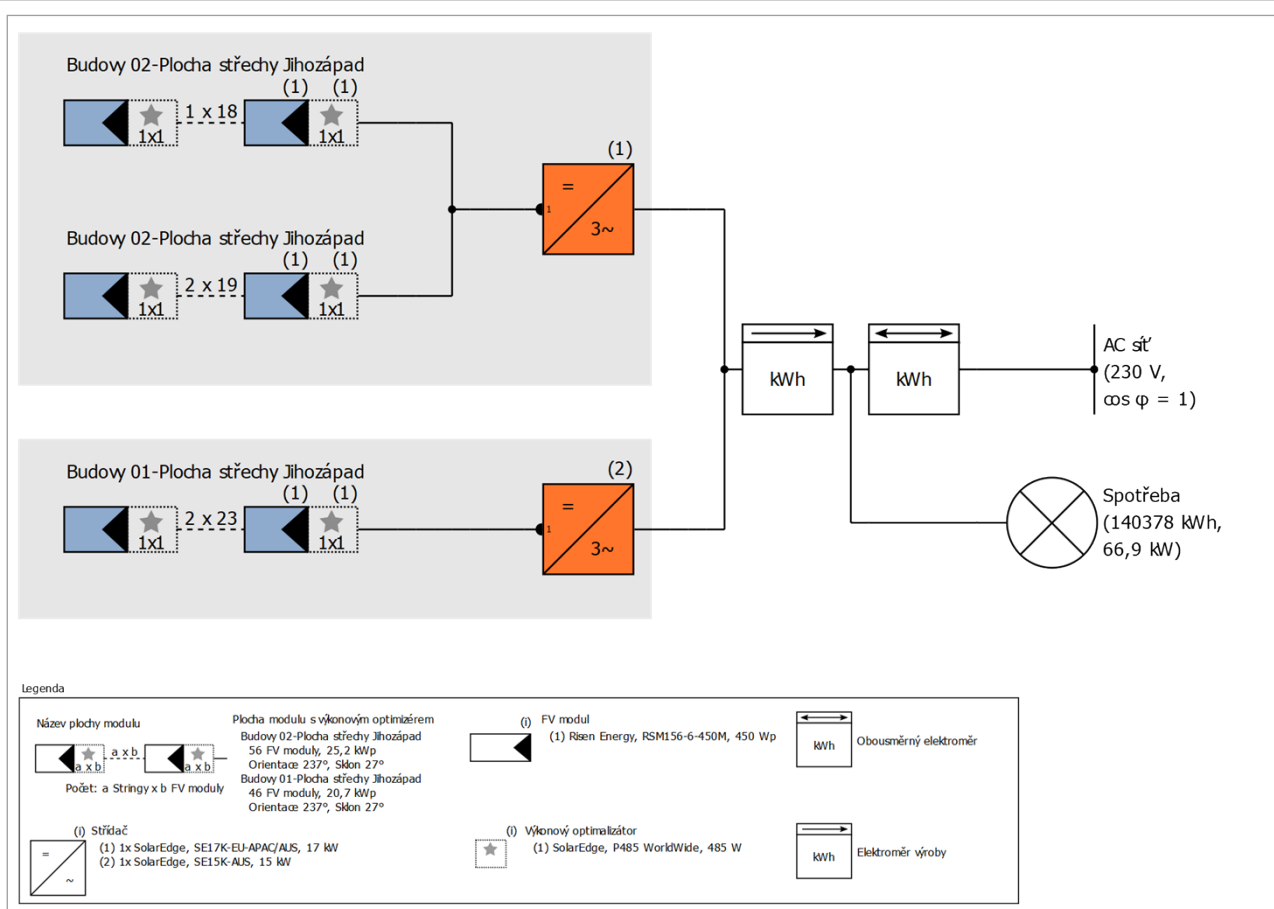 Budovy 02-Plocha střechy Jihozápad
(1) (1)
1 x 18
1x1 1x1
(1)
=
1
3~
Budovy 02-Plocha střechy Jihozápad
(1) (1)
2 x 19
1x1 1x1
kWh
kWh
AC síť
(230 V,
cos φ = 1)
Budovy 01-Plocha střechy Jihozápad
(1) (1)
2 x 23
1x1 1x1
(2)
=
1
3~
Spotřeba
(140378 kWh,
66,9 kW)
Legenda
Název plochy modulu
a x b
a x b a x b
Počet: a Stringy x b FV moduly
Plocha modulu s výkonovým optimizérem
Budovy 02-Plocha střechy Jihozápad
56 FV moduly, 25,2 kWp
Orientace 237°, Sklon 27°
Budovy 01-Plocha střechy Jihozápad
46 FV moduly, 20,7 kWp
Orientace 237°, Sklon 27°
(i) FV modul
(1) Risen Energy, RSM156-6-450M, 450 Wp
kWh
Obousměrný elektroměr
(i) Střídač
=
~
(1) 1x SolarEdge, SE17K-EU-APAC/AUS, 17 kW
(2) 1x SolarEdge, SE15K-AUS, 15 kW
(i) Výkonový optimalizátor
(1) SolarEdge, P485 WorldWide, 485 W
kWh
Elektroměr výroby